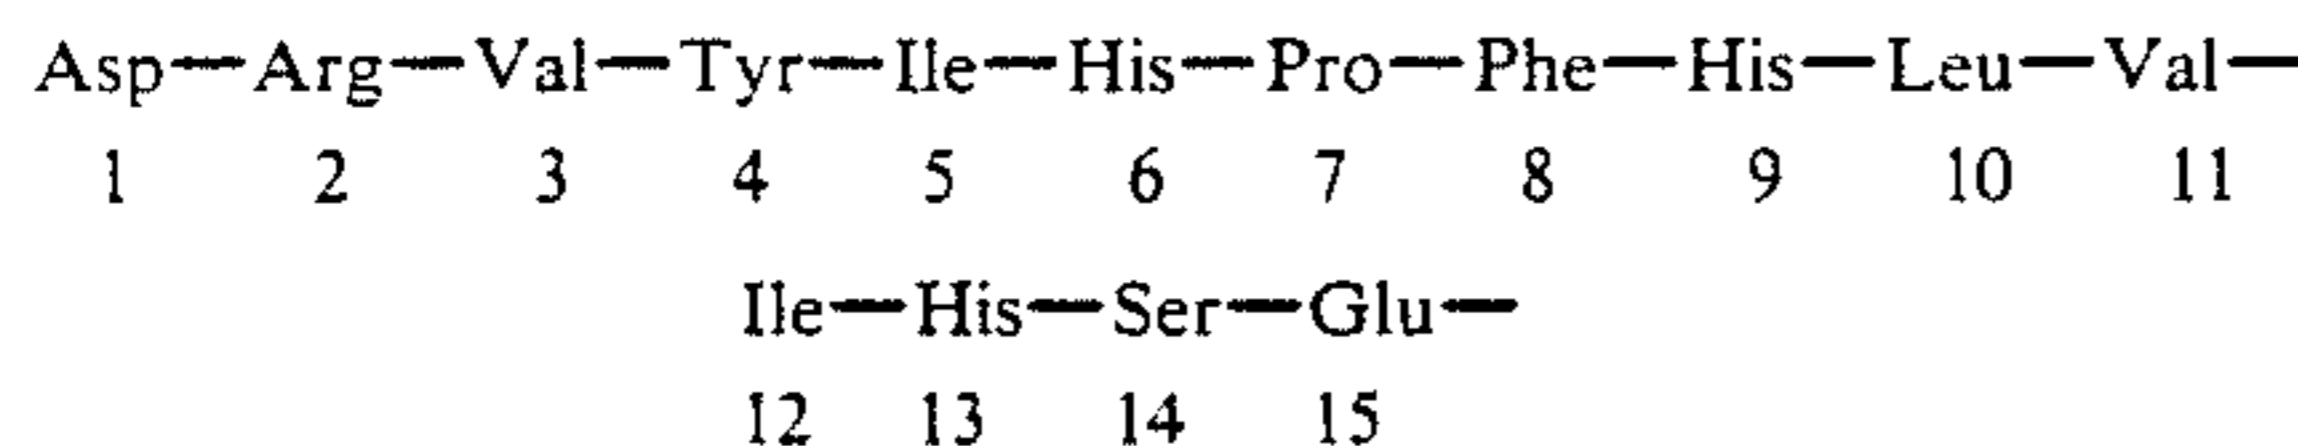 Asp—Arg—Val—Tyr—Ile—His—Pro—Phe—His—Leu—Val—
1 2 3 4 5 6 7 8 9 10 11
Ile—His—Ser—Glu—
12 13 14 15